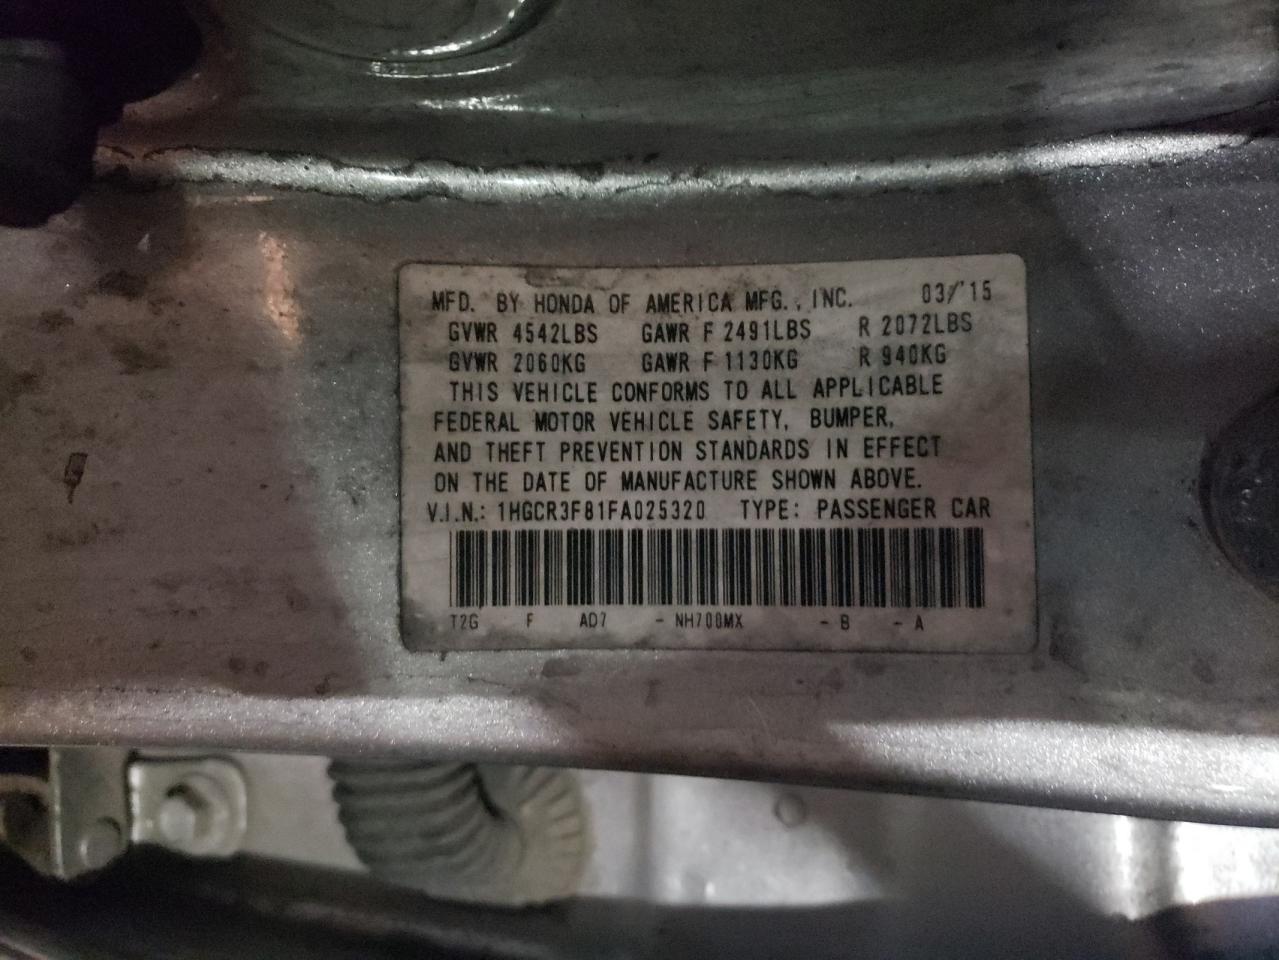 MFD. BY HONDA OF AMERICA MFG., INC. 03/'15
GVWR 4542LBS GAWR F 2491LBS R 2072LBS
GVWR 2060KG GAWR F 1130KG R 940KG
THIS VEHICLE CONFORMS TO ALL APPLICABLE
FEDERAL MOTOR VEHICLE SAFETY, BUMPER,
AND THEFT PREVENTION STANDARDS IN EFFECT
ON THE DATE OF MANUFACTURE SHOWN ABOVE.
V.I.N.: 1HGCR3F81FA025320 TYPE: PASSENGER CAR
T2G F AD7 - NH700MX - B - A